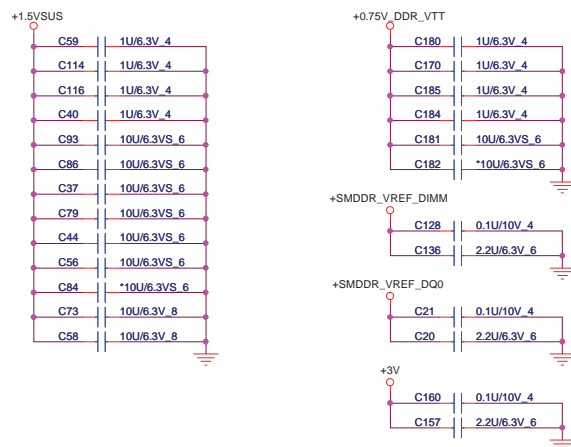 +1.5VSUS
C59 1U/6.3V_4
C114 1U/6.3V_4
C116 1U/6.3V_4
C40 1U/6.3V_4
C93 10U/6.3VS_6
C86 10U/6.3VS_6
C37 10U/6.3VS_6
C79 10U/6.3VS_6
C44 10U/6.3VS_6
C56 10U/6.3VS_6
C84 *10U/6.3VS_6
C73 10U/6.3V_8
C58 10U/6.3V_8
+0.75V_DDR_VTT
C180 1U/6.3V_4
C170 1U/6.3V_4
C185 1U/6.3V_4
C184 1U/6.3V_4
C181 10U/6.3VS_6
C182 *10U/6.3VS_6
+SMDDR_VREF_DIMM
C128 0.1U/10V_4
C136 2.2U/6.3V_6
+SMDDR_VREF_DQ0
C21 0.1U/10V_4
C20 2.2U/6.3V_6
+3V
C160 0.1U/10V_4
C157 2.2U/6.3V_6